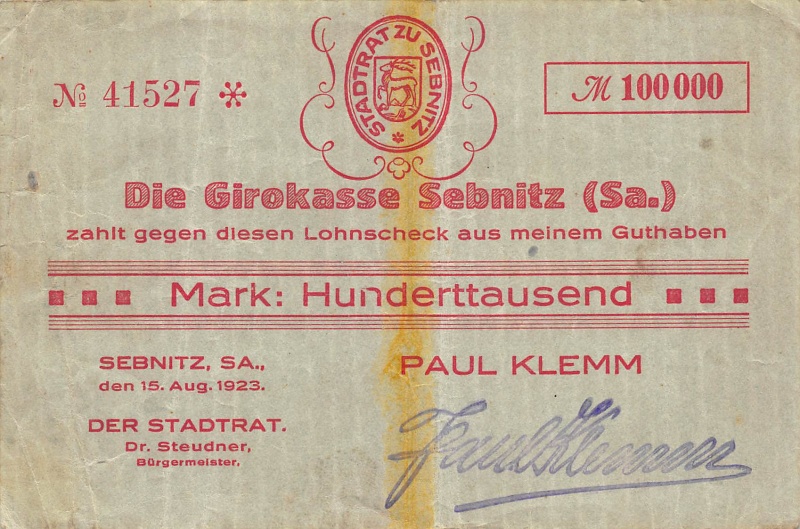 STADTRAT ZU SEBNITZ
№ 41527 *
M 100 000
Die Girokasse Sebnitz (Sa.)
zahlt gegen diesen Lohnscheck aus meinem Guthaben
Mark: Hunderttausend
SEBNITZ, SA.,
den 15. Aug. 1923.
DER STADTRAT.
Dr. Steudner,
Bürgermeister.
PAUL KLEMM
Paul Klemm